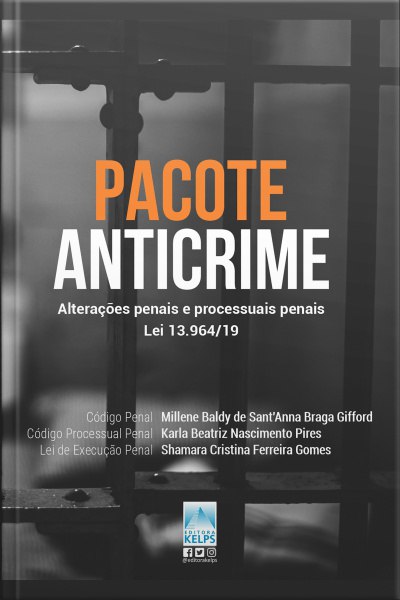 PACOTE
ANTICRIME
Alterações penais e processuais penais
Lei 13.964/19
Código Penal Millene Baldy de Sant'Anna Braga Gifford
Código Processual Penal Karla Beatriz Nascimento Pires
Lei de Execução Penal Shamara Cristina Ferreira Gomes
EDITORA
KELPS
@editorakelps